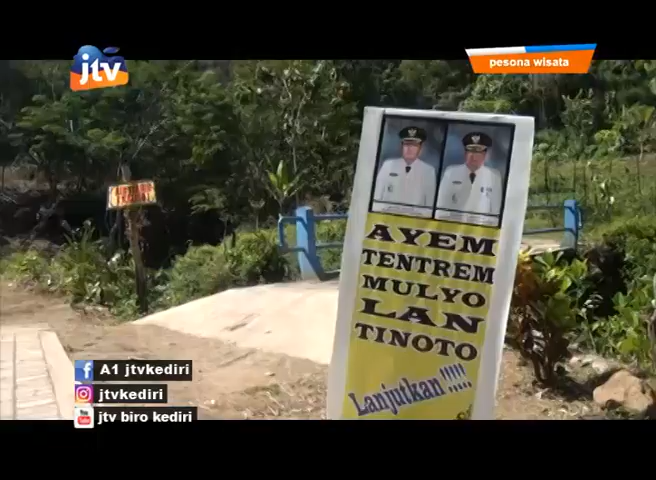 jtv
pesona wisata
AYEM
TENTREM
MULYO
LAN
TINOTO
Lanjutkan!!!!!
A1 jtvkediri
jtvkediri
jtv biro kediri